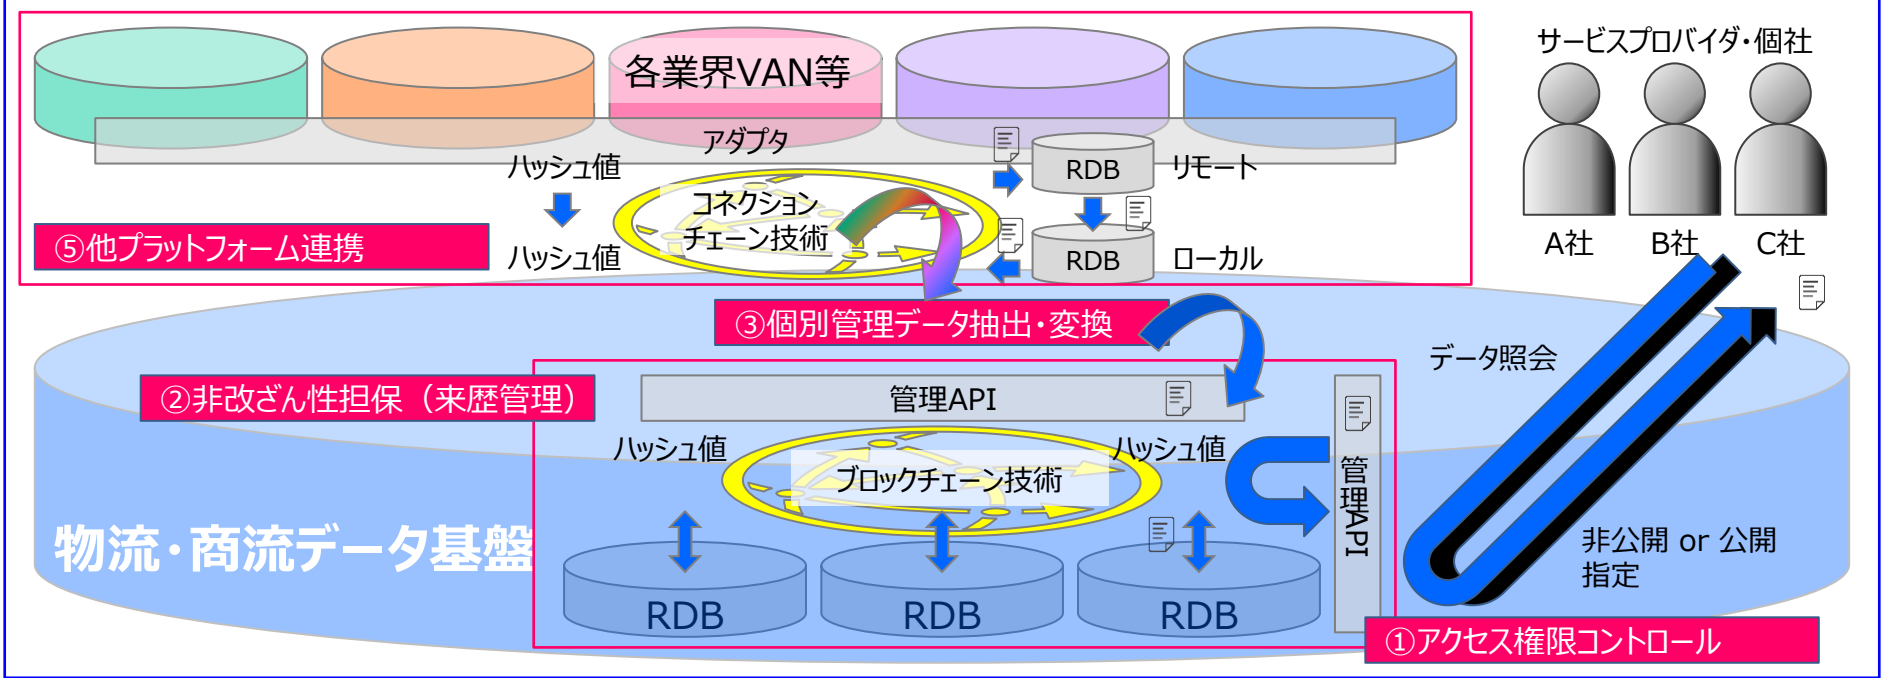 各業界VAN等
サービスプロバイダ・個社
アダプタ
ハッシュ値
RDB
リモート
コネクション
チェーン技術
⑤他プラットフォーム連携
ハッシュ値
RDB
ローカル
A社
B社
C社
③個別管理データ抽出・変換
データ照会
②非改ざん性担保（来歴管理）
管理API
ハッシュ値
ハッシュ値
ブロックチェーン技術
管理API
物流・商流データ基盤
非公開 or 公開
指定
RDB
RDB
RDB
①アクセス権限コントロール